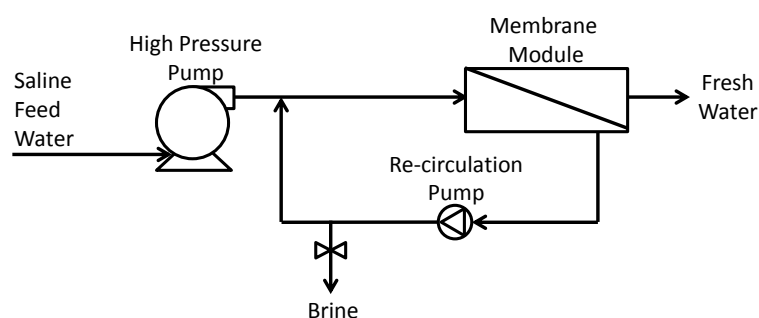 High Pressure
Pump
Membrane
Module
Saline
Feed
Water
Fresh
Water
Re-circulation
Pump
Brine